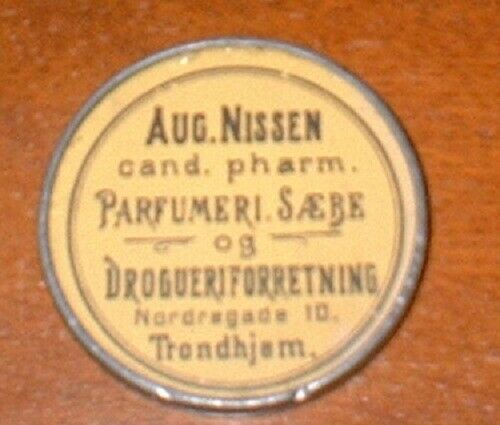 AUG. NISSEN
cand. pharm.
PARFUMERI. SÆBE
og
DROGUERIFORRETNING
Nordregade 10.
Trondhjem.